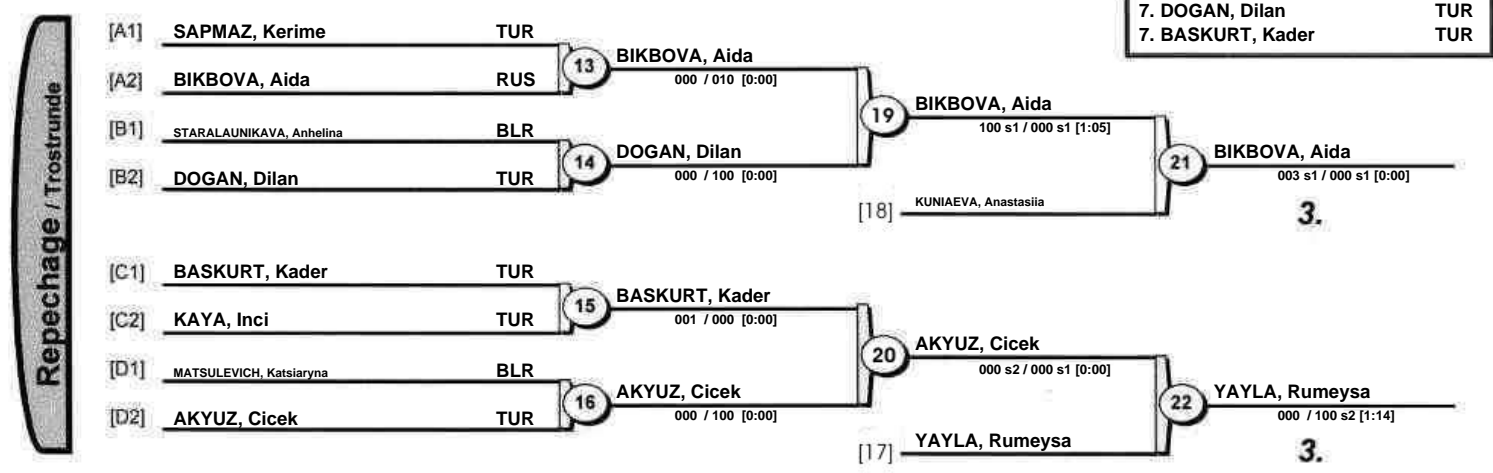 7. DOGAN, Dilan TUR
7. BASKURT, Kader TUR
Repechage / Trostrunde
[A1] SAPMAZ, Kerime TUR
13 BIKBOVA, Aida
000 / 010 [0:00]
[A2] BIKBOVA, Aida RUS
19 BIKBOVA, Aida
100 s1 / 000 s1 [1:05]
[B1] STARALAUNIKAVA, Anhelina BLR
14 DOGAN, Dilan
000 / 100 [0:00]
[B2] DOGAN, Dilan TUR
21 BIKBOVA, Aida
003 s1 / 000 s1 [0:00]
[18] KUNIAEVA, Anastasiia
3.
[C1] BASKURT, Kader TUR
15 BASKURT, Kader
001 / 000 [0:00]
[C2] KAYA, Inci TUR
20 AKYUZ, Cicek
000 s2 / 000 s1 [0:00]
[D1] MATSULEVICH, Katsiaryna BLR
16 AKYUZ, Cicek
000 / 100 [0:00]
[D2] AKYUZ, Cicek TUR
22 YAYLA, Rumeysa
000 / 100 s2 [1:14]
[17] YAYLA, Rumeysa
3.